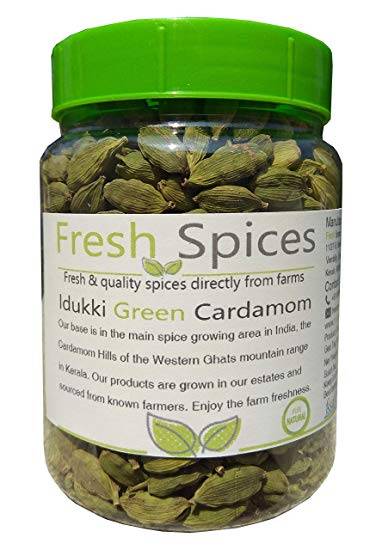 Fresh Spices
Fresh & quality spices directly from farms
Idukki Green Cardamom
Our base is in the main spice growing area in India, the
Cardamom Hills of the Western Ghats mountain range
in Kerala. Our products are grown in our estates and
sourced from known farmers. Enjoy the farm freshness.
NATURAL